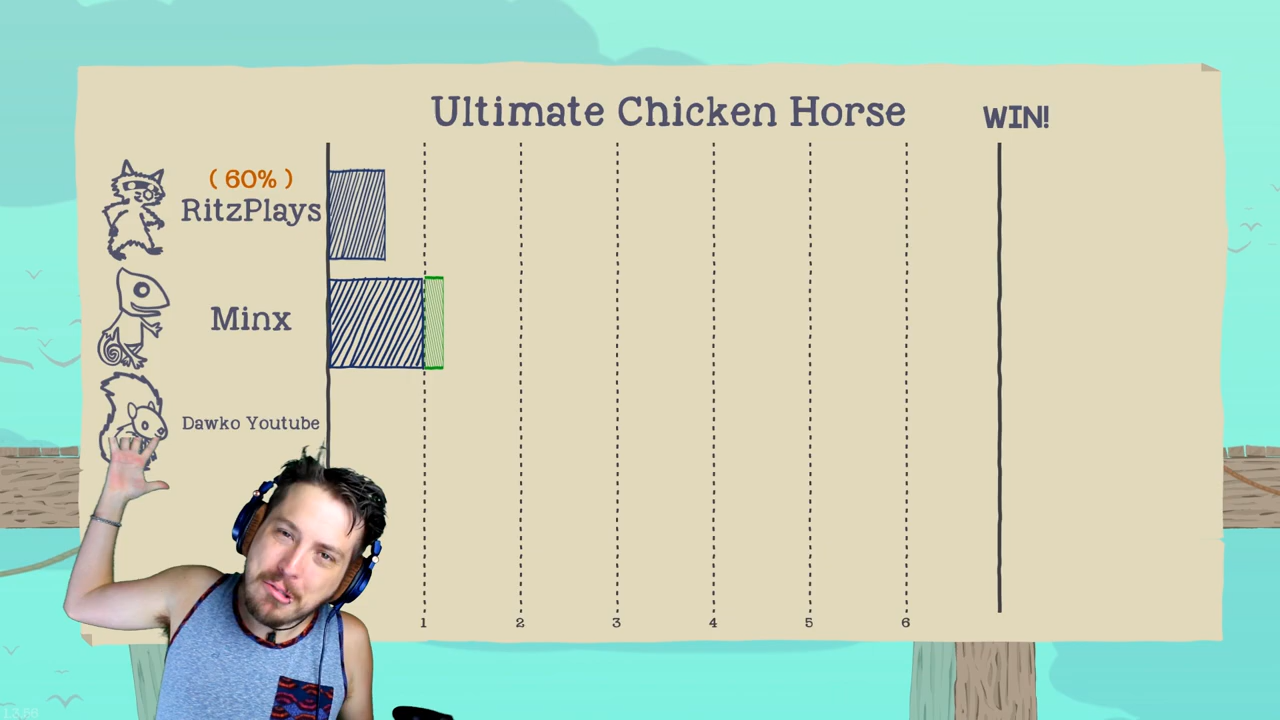 Ultimate Chicken Horse
WIN!
( 60% )
RitzPlays
Minx
Dawko Youtube
1 2 3 4 5 6